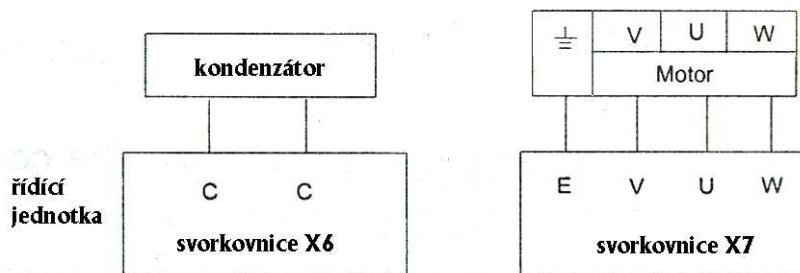 kondenzátor
V U W
Motor
řídící
jednotka
C C
svorkovnice X6
E V U W
svorkovnice X7